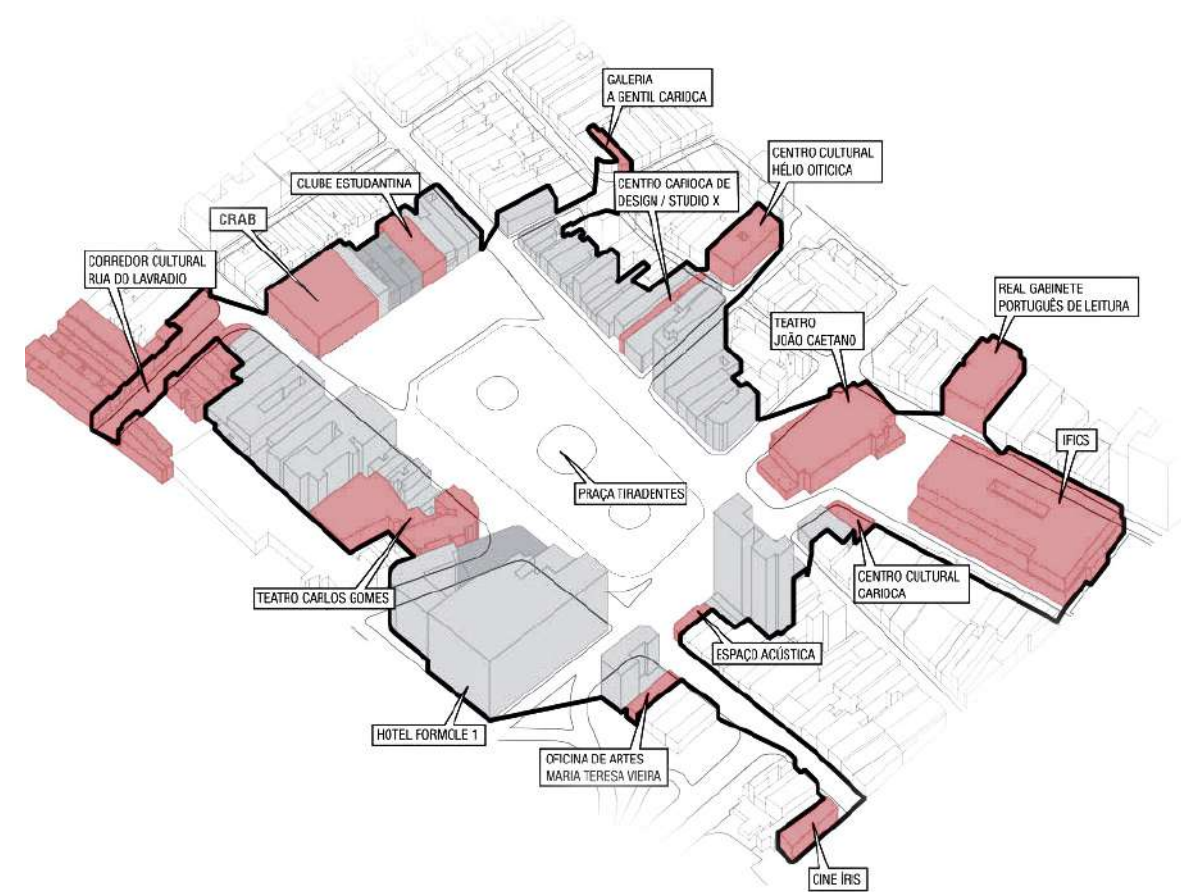 GALERIA
A GENTIL CARIOCA
CENTRO CULTURAL
HÉLIO OITICICA
CLUBE ESTUDANTINA
CENTRO CARIOCA DE
DESIGN / STUDIO X
CRAB
CORREDOR CULTURAL
RUA DO LAVRADIO
REAL GABINETE
PORTUGUÊS DE LEITURA
TEATRO
JOÃO CAETANO
IFICS
PRAÇA TIRADENTES
CENTRO CULTURAL
CARIOCA
TEATRO CARLOS GOMES
ESPAÇO ACÚSTICA
HOTEL FORMOLE 1
OFICINA DE ARTES
MARIA TERESA VIEIRA
CINE ÍRIS